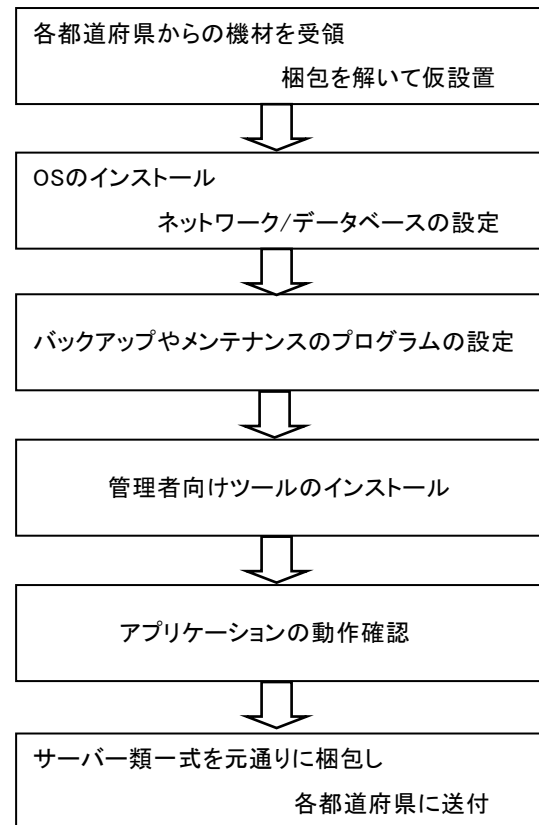 各都道府県からの機材を受領
梱包を解いて仮設置
OSのインストール
ネットワーク/データベースの設定
バックアップやメンテナンスのプログラムの設定
管理者向けツールのインストール
アプリケーションの動作確認
サーバー類一式を元通りに梱包し
各都道府県に送付